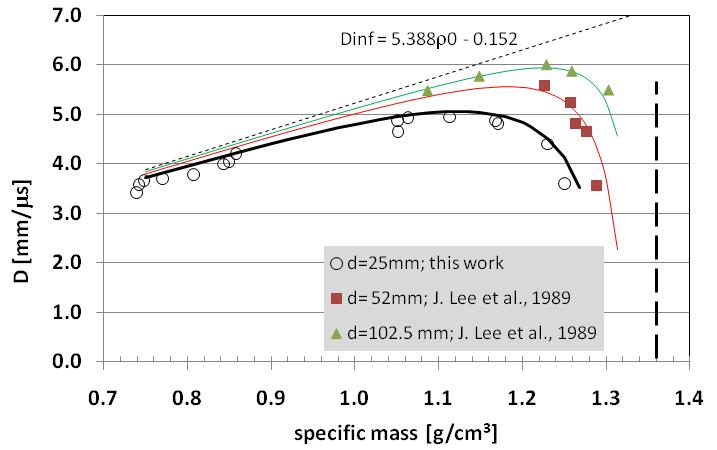 7.0
6.0
5.0
4.0
3.0
2.0
1.0
0.0
D [mm/µs]
Dinf = 5.388ρ0 - 0.152
d=25mm; this work
d= 52mm; J. Lee et al., 1989
d=102.5 mm; J. Lee et al., 1989
0.7 0.8 0.9 1.0 1.1 1.2 1.3 1.4
specific mass [g/cm³]